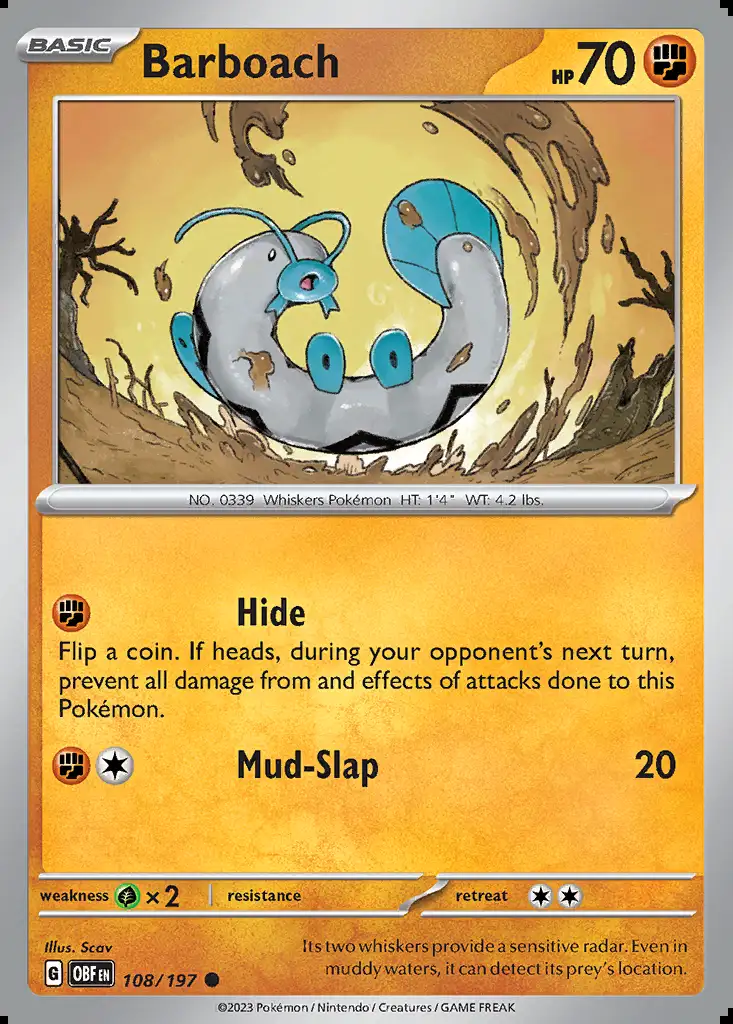 BASIC
Barboach
HP 70
NO. 0339 Whiskers Pokémon HT: 1'4" WT: 4.2 lbs.
Hide
Flip a coin. If heads, during your opponent's next turn,
prevent all damage from and effects of attacks done to this
Pokémon.
Mud-Slap 20
weakness ×2 resistance retreat
Illus. Scav
Its two whiskers provide a sensitive radar. Even in
muddy waters, it can detect its prey's location.
G OBF EN 108/197
©2023 Pokémon / Nintendo / Creatures / GAME FREAK